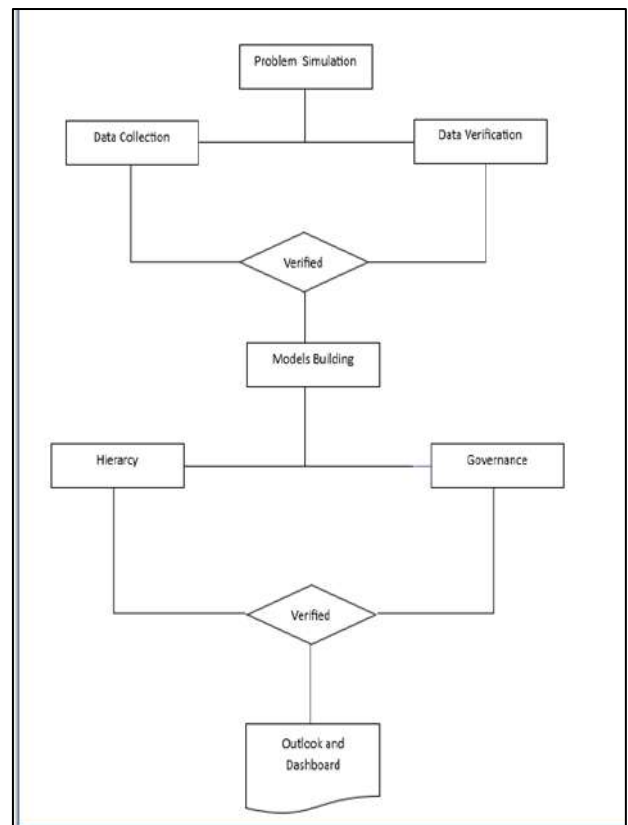 Problem Simulation
Data Collection
Data Verification
Verified
Models Building
Hierarcy
Governance
Verified
Outlook and
Dashboard